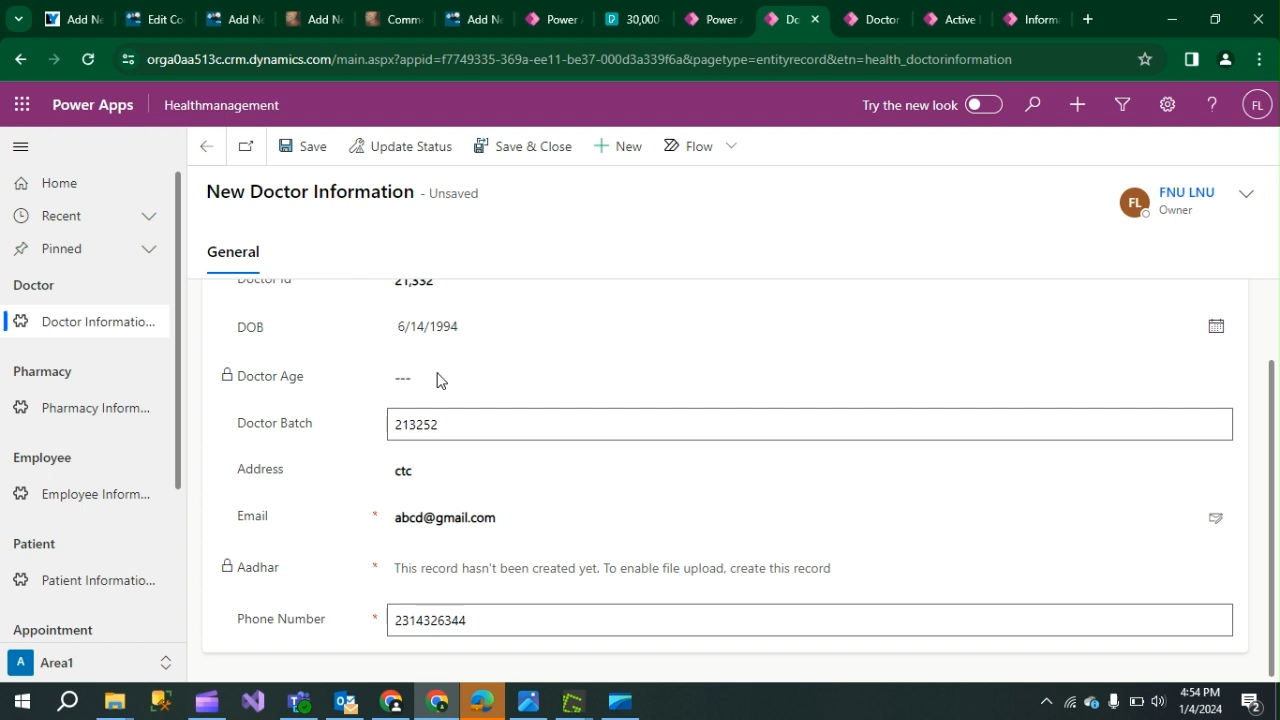 Add Ne
Edit Co
Add Ne
Add Ne
Comm
Add Ne
Power A
30,000
Power A
Do
Doctor
Active
Inform
orga0aa513c.crm.dynamics.com/main.aspx?appid=f7749335-369a-ee11-be37-000d3a339f6a&pagetype=entityrecord&etn=health_doctorinformation
Power Apps
Healthmanagement
Try the new look
FL
Save
Update Status
Save & Close
New
Flow
New Doctor Information - Unsaved
FL
FNU LNU
Owner
General
Home
Recent
Pinned
Doctor
Doctor Informatio...
Pharmacy
Pharmacy Inform...
Employee
Employee Inform...
Patient
Patient Informatio...
Appointment
A
Area1
Doctor Id 21,332
DOB 6/14/1994
Doctor Age ---
Doctor Batch 213252
Address ctc
Email * abcd@gmail.com
Aadhar * This record hasn't been created yet. To enable file upload, create this record
Phone Number * 2314326344
4:54 PM
1/4/2024
2